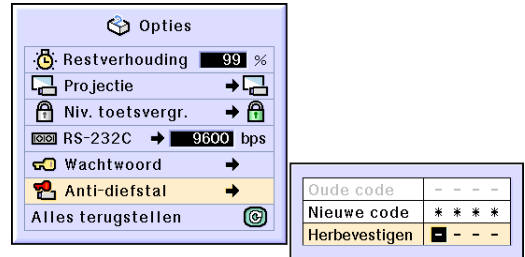 Opties
Restverhouding 99 %
Projectie
Niv. toetsvergr.
RS-232C 9600 bps
Wachtwoord
Anti-diefstal
Alles terugstellen
Oude code - - - -
Nieuwe code * * * *
Herbevestigen - - - -